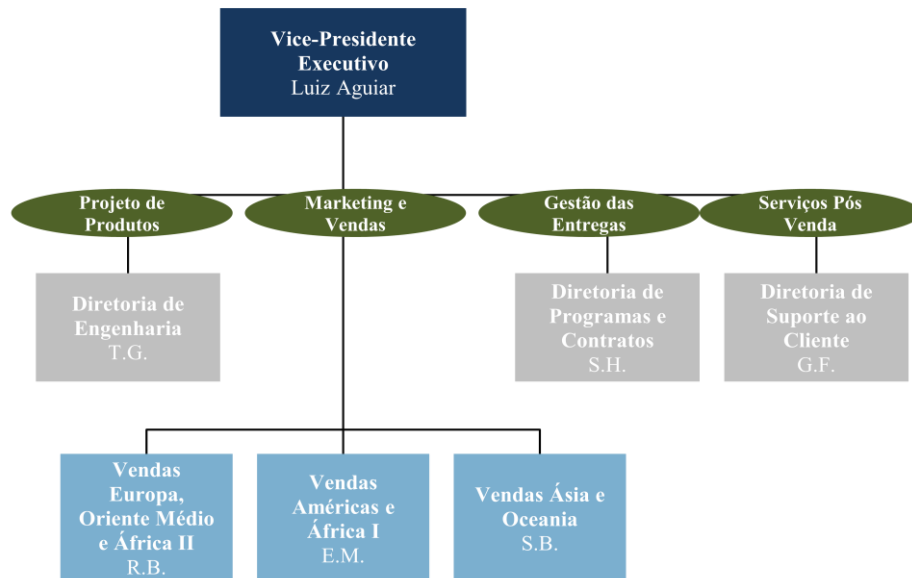 Vice-Presidente
Executivo
Luiz Aguiar
Projeto de
Produtos
Marketing e
Vendas
Gestão das
Entregas
Serviços Pós
Venda
Diretoria de
Engenharia
T.G.
Diretoria de
Programas e
Contratos
S.H.
Diretoria de
Suporte ao
Cliente
G.F.
Vendas
Europa,
Oriente Médio
e África II
R.B.
Vendas
Américas e
África I
E.M.
Vendas Ásia e
Oceania
S.B.